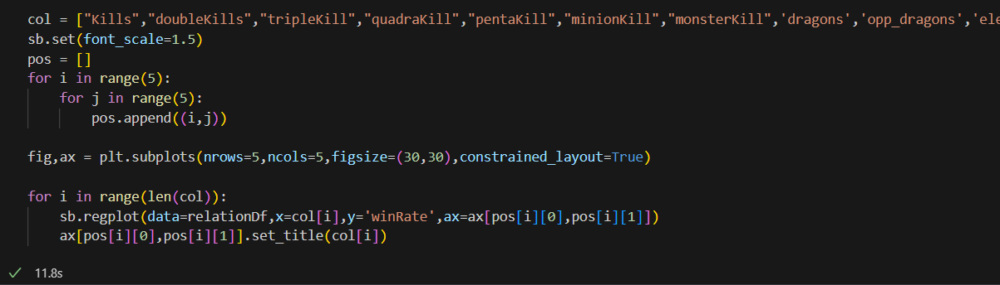 col = ["Kills","doubleKills","tripleKill","quadraKill","pentaKill","minionKill","monsterKill",'dragons','opp_dragons','ele
sb.set(font_scale=1.5)
pos = []
for i in range(5):
    for j in range(5):
        pos.append((i,j))
fig,ax = plt.subplots(nrows=5,ncols=5,figsize=(30,30),constrained_layout=True)
for i in range(len(col)):
    sb.regplot(data=relationDf,x=col[i],y='winRate',ax=ax[pos[i][0],pos[i][1]])
    ax[pos[i][0],pos[i][1]].set_title(col[i])
11.8s